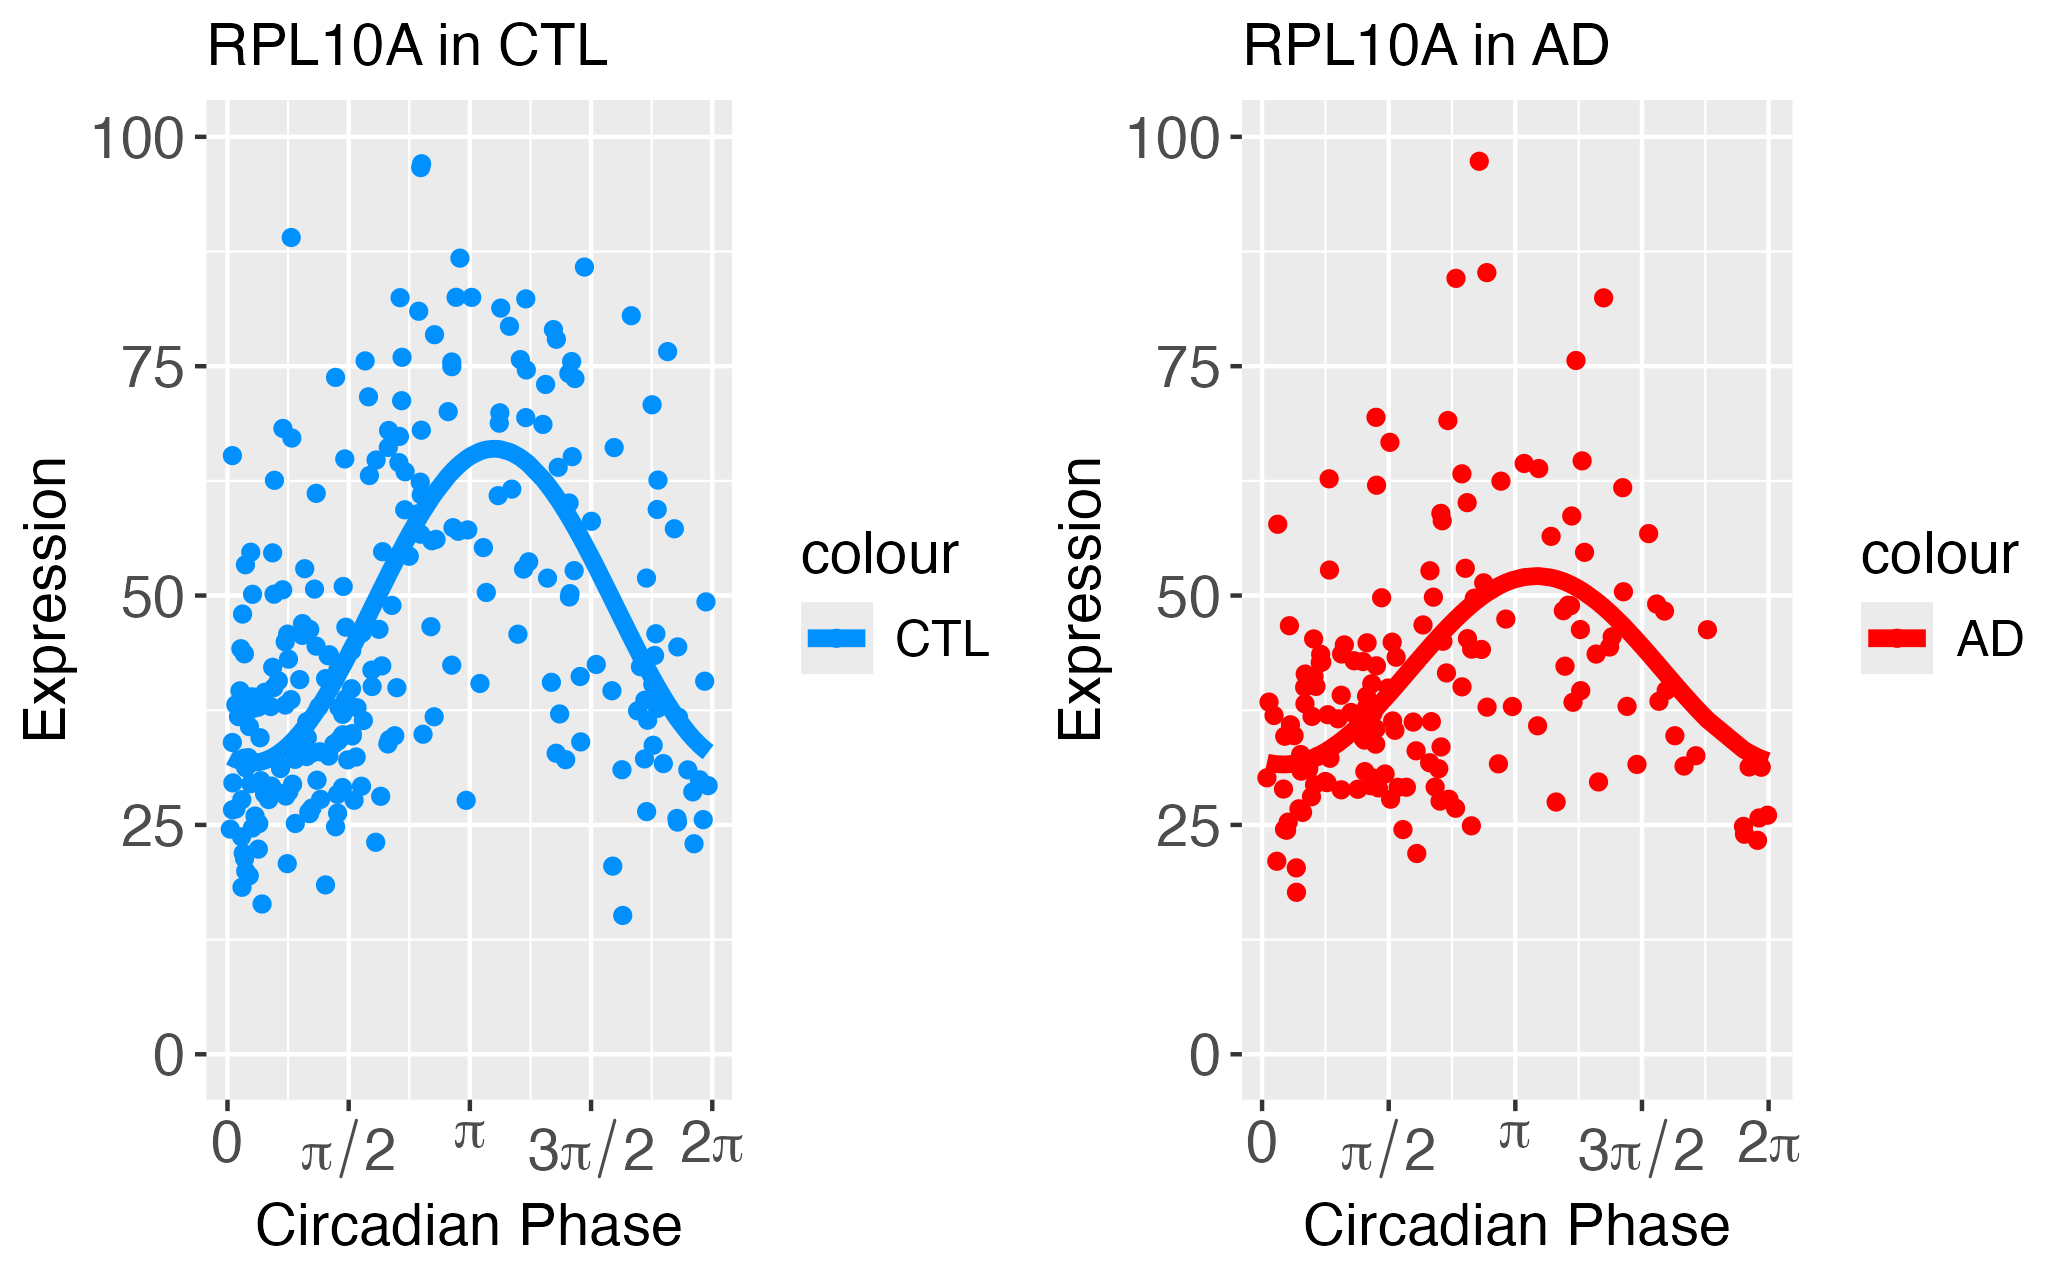 RPL10A in CTL
100
75
50
25
0
Expression
0 π/2 π 3π/2 2π
Circadian Phase
colour
CTL
RPL10A in AD
100
75
50
25
0
Expression
0 π/2 π 3π/2 2π
Circadian Phase
colour
AD